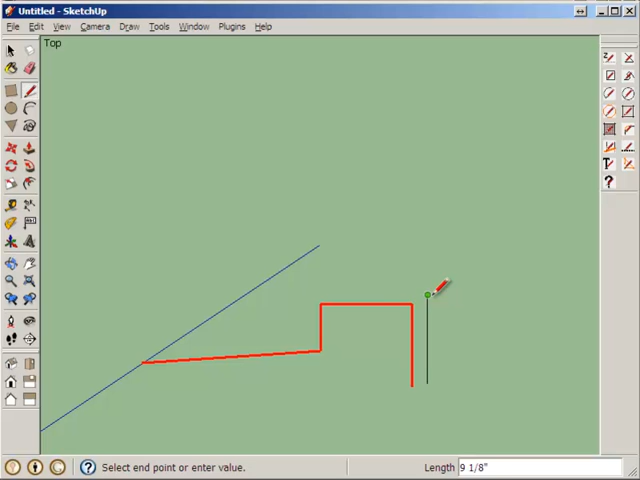 Untitled - SketchUp
File Edit View Camera Draw Tools Window Plugins Help
Top
Select end point or enter value. Length 9 1/8"